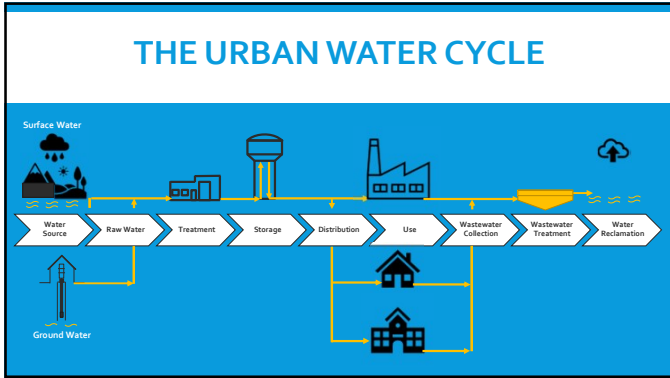 THE URBAN WATER CYCLE
Surface Water
Water
Source
Raw Water
Treatment
Storage
Distribution
Use
Wastewater
Collection
Wastewater
Treatment
Water
Reclamation
Ground Water